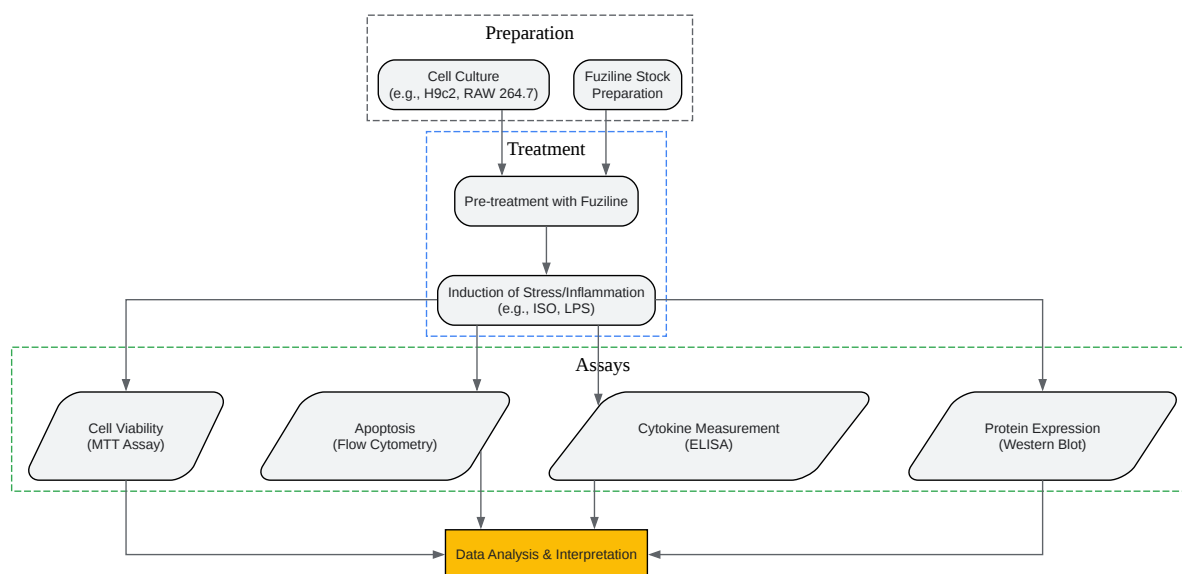 Preparation
Cell Culture
(e.g., H9c2, RAW 264.7)
Fuziline Stock
Preparation
Treatment
Pre-treatment with Fuziline
Induction of Stress/Inflammation
(e.g., ISO, LPS)
Assays
Cell Viability
(MTT Assay)
Apoptosis
(Flow Cytometry)
Cytokine Measurement
(ELISA)
Protein Expression
(Western Blot)
Data Analysis & Interpretation